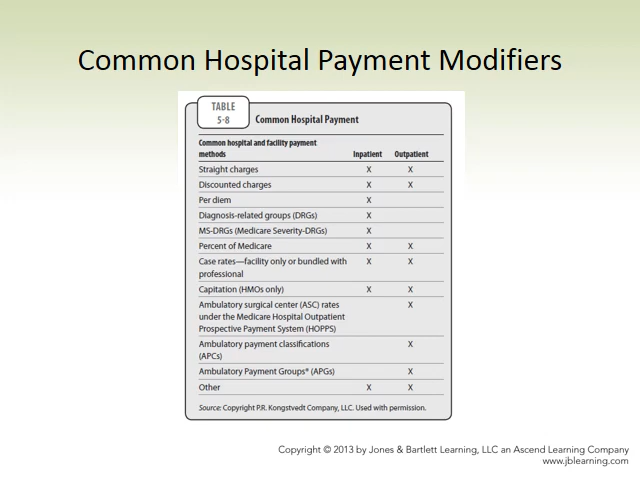 Common Hospital Payment Modifiers
TABLE
5-8
Common Hospital Payment
Common hospital and facility payment
methods Inpatient Outpatient
Straight charges X X
Discounted charges X X
Per diem X
Diagnosis-related groups (DRGs) X
MS-DRGs (Medicare Severity-DRGs) X
Percent of Medicare X X
Case rates—facility only or bundled with X X
professional
Capitation (HMOs only) X X
Ambulatory surgical center (ASC) rates X
under the Medicare Hospital Outpatient
Prospective Payment System (HOPPS)
Ambulatory payment classifications X
(APCs)
Ambulatory Payment Groups® (APGs) X
Other X X
Source: Copyright P.R. Kongstvedt Company, LLC. Used with permission.
Copyright © 2013 by Jones & Bartlett Learning, LLC an Ascend Learning Company
www.jblearning.com